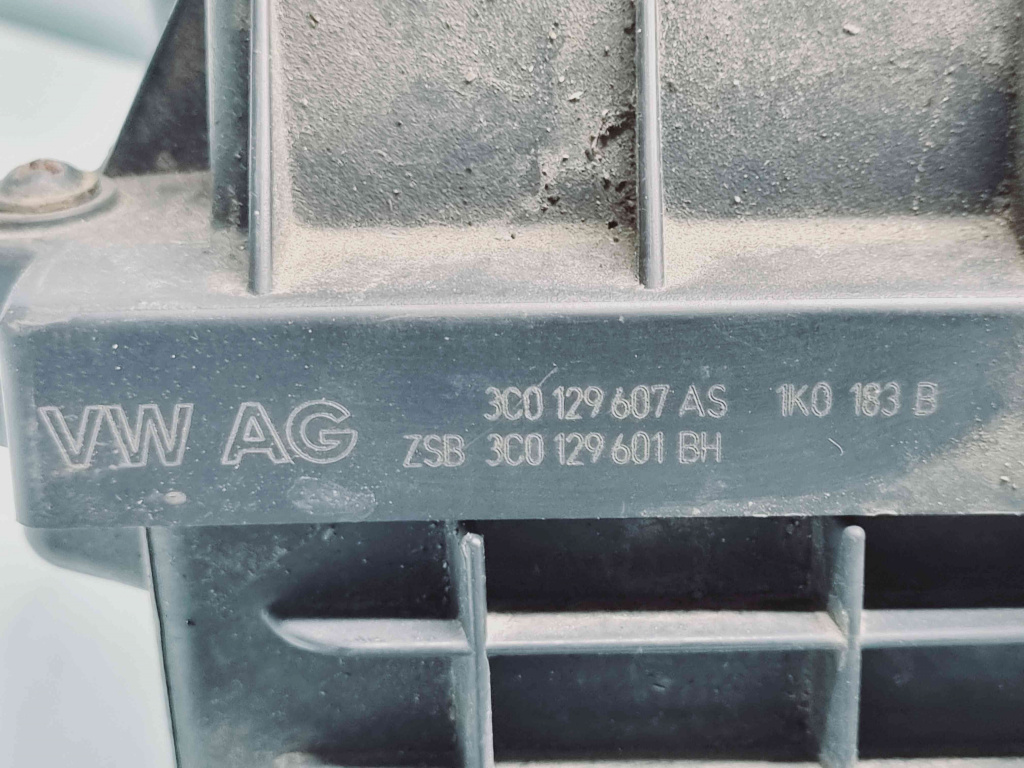 VW AG
3C0 129 607 AS 1K0 183 B
ZSB 3C0 129 601 BH